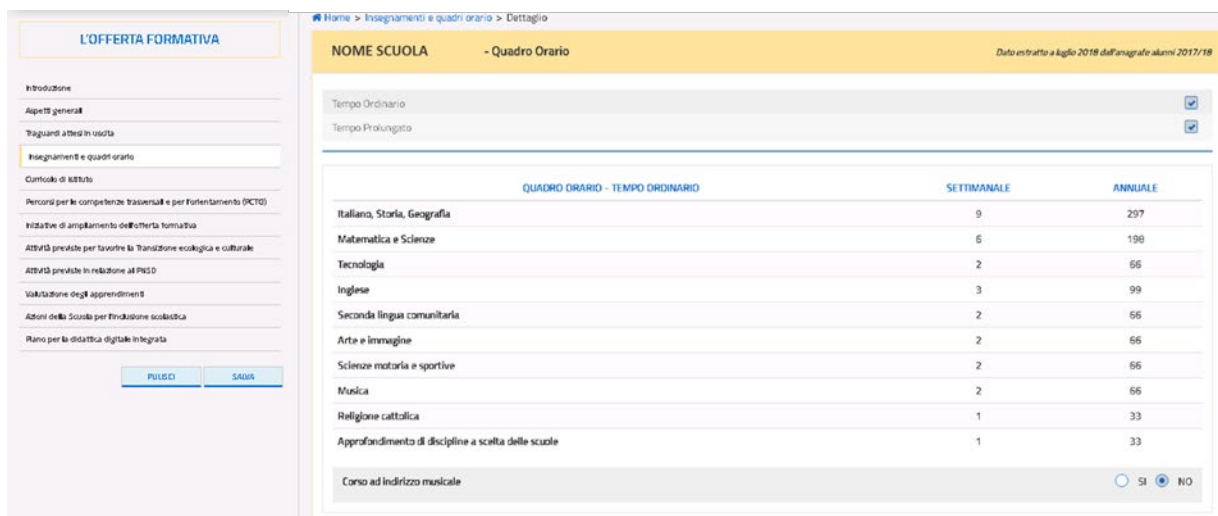 Home > Insegnamenti e quadri orario > Dettaglio
L'OFFERTA FORMATIVA
Introduzione
Aspetti generali
Traguardi attesi in uscita
Insegnamenti e quadri orario
Curricolo di Istituto
Percorsi per le competenze trasversali e per l'orientamento (PCTO)
Iniziative di ampliamento dell'offerta formativa
Attività previste per favorire la Transizione ecologica e culturale
Attività previste in relazione al PNSD
Valutazione degli apprendimenti
Azioni della Scuola per l'inclusione scolastica
Piano per la didattica digitale integrata
PULISCI SALVA
NOME SCUOLA - Quadro Orario Dato estratto a luglio 2018 dall'anagrafe alunni 2017/18
Tempo Ordinario
Tempo Prolungato
QUADRO ORARIO - TEMPO ORDINARIO SETTIMANALE ANNUALE
Italiano, Storia, Geografia 9 297
Matematica e Scienze 6 198
Tecnologia 2 66
Inglese 3 99
Seconda lingua comunitaria 2 66
Arte e immagine 2 66
Scienze motoria e sportive 2 66
Musica 2 66
Religione cattolica 1 33
Approfondimento di discipline a scelta delle scuole 1 33
Corso ad indirizzo musicale SI NO